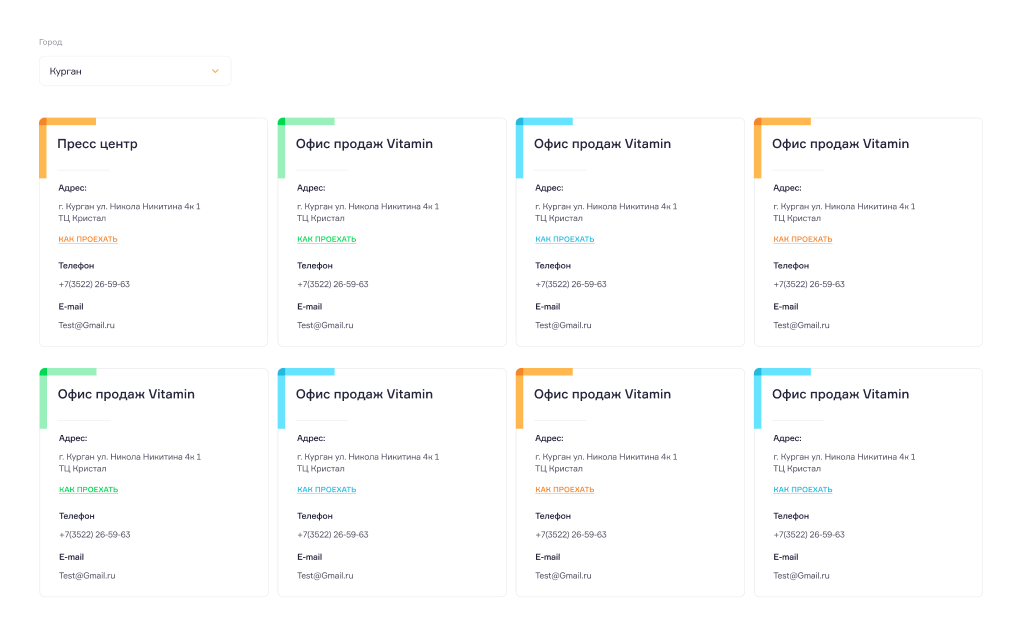 Город
Курган
Пресс центр
Адрес:
г. Курган ул. Никола Никитина 4к 1
ТЦ Кристал
КАК ПРОЕХАТЬ
Телефон
+7(3522) 26-59-63
E-mail
Test@Gmail.ru
Офис продаж Vitamin
Адрес:
г. Курган ул. Никола Никитина 4к 1
ТЦ Кристал
КАК ПРОЕХАТЬ
Телефон
+7(3522) 26-59-63
E-mail
Test@Gmail.ru
Офис продаж Vitamin
Адрес:
г. Курган ул. Никола Никитина 4к 1
ТЦ Кристал
КАК ПРОЕХАТЬ
Телефон
+7(3522) 26-59-63
E-mail
Test@Gmail.ru
Офис продаж Vitamin
Адрес:
г. Курган ул. Никола Никитина 4к 1
ТЦ Кристал
КАК ПРОЕХАТЬ
Телефон
+7(3522) 26-59-63
E-mail
Test@Gmail.ru
Офис продаж Vitamin
Адрес:
г. Курган ул. Никола Никитина 4к 1
ТЦ Кристал
КАК ПРОЕХАТЬ
Телефон
+7(3522) 26-59-63
E-mail
Test@Gmail.ru
Офис продаж Vitamin
Адрес:
г. Курган ул. Никола Никитина 4к 1
ТЦ Кристал
КАК ПРОЕХАТЬ
Телефон
+7(3522) 26-59-63
E-mail
Test@Gmail.ru
Офис продаж Vitamin
Адрес:
г. Курган ул. Никола Никитина 4к 1
ТЦ Кристал
КАК ПРОЕХАТЬ
Телефон
+7(3522) 26-59-63
E-mail
Test@Gmail.ru
Офис продаж Vitamin
Адрес:
г. Курган ул. Никола Никитина 4к 1
ТЦ Кристал
КАК ПРОЕХАТЬ
Телефон
+7(3522) 26-59-63
E-mail
Test@Gmail.ru